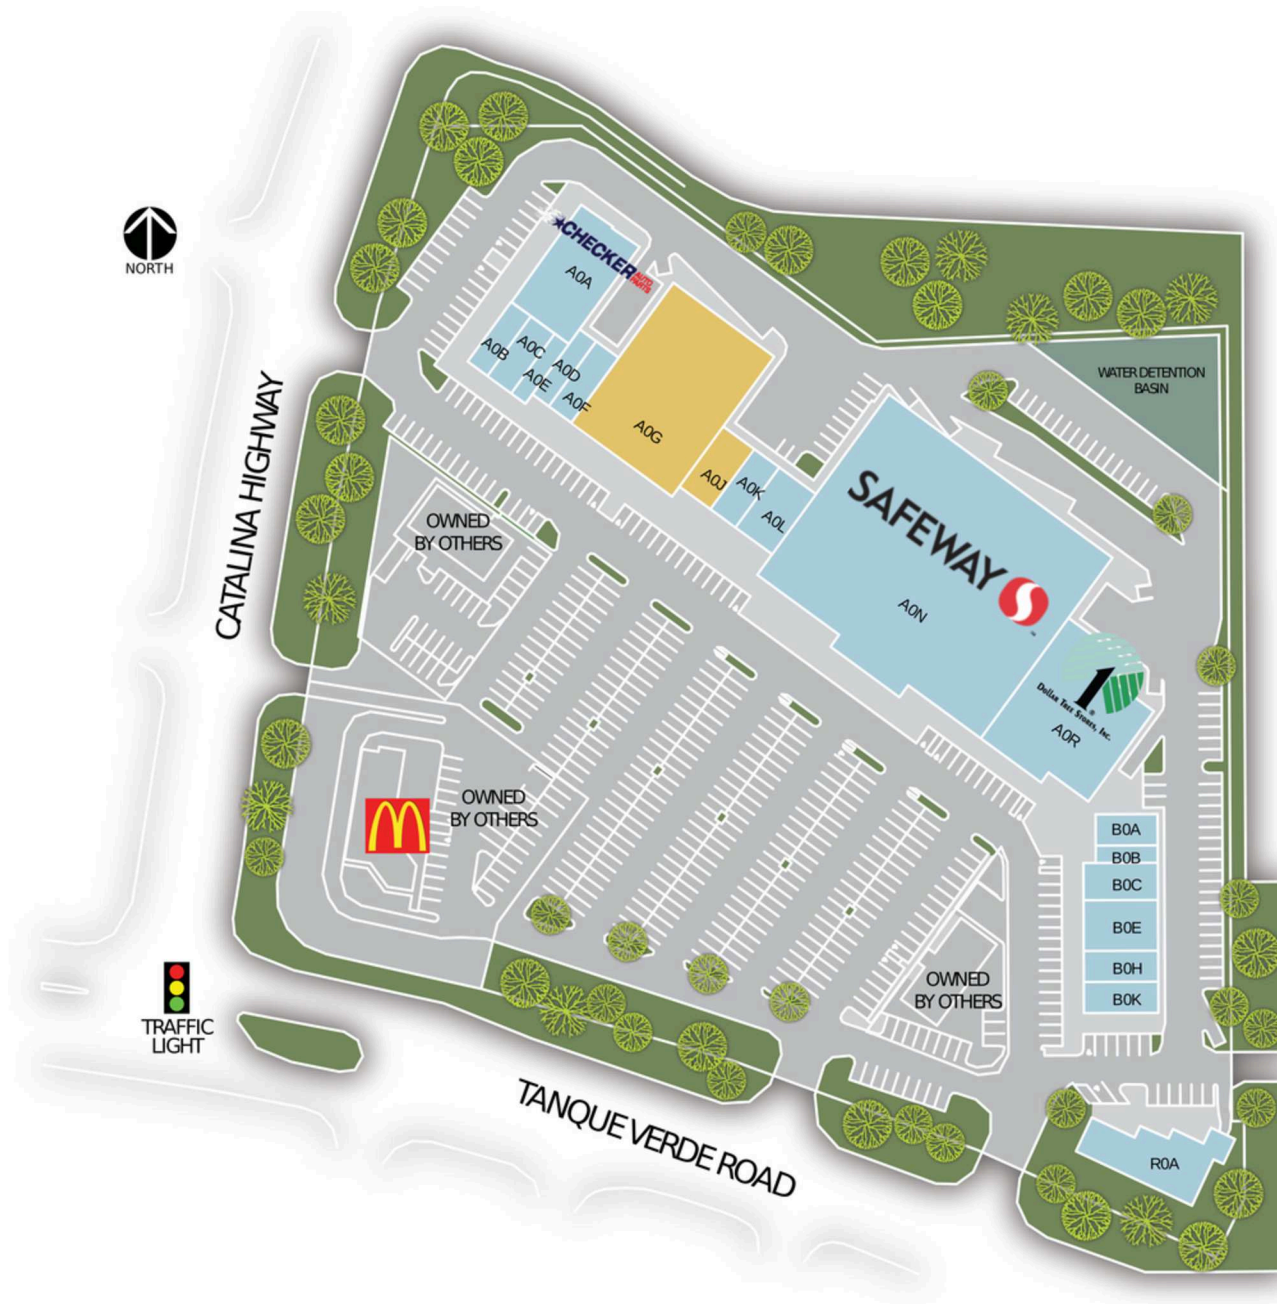 NORTH
CATALINA HIGHWAY
CHECKER
AUTO
PARTS
A0A
A0B
A0C
A0D
A0E
A0F
A0G
A0J
A0K
A0L
WATER DETENTION
BASIN
SAFEWAY
A0N
1
Dollar Tree Stores, Inc.
A0R
OWNED
BY OTHERS
OWNED
BY OTHERS
B0A
B0B
B0C
B0E
B0H
B0K
OWNED
BY OTHERS
TRAFFIC
LIGHT
TANQUE VERDE ROAD
R0A